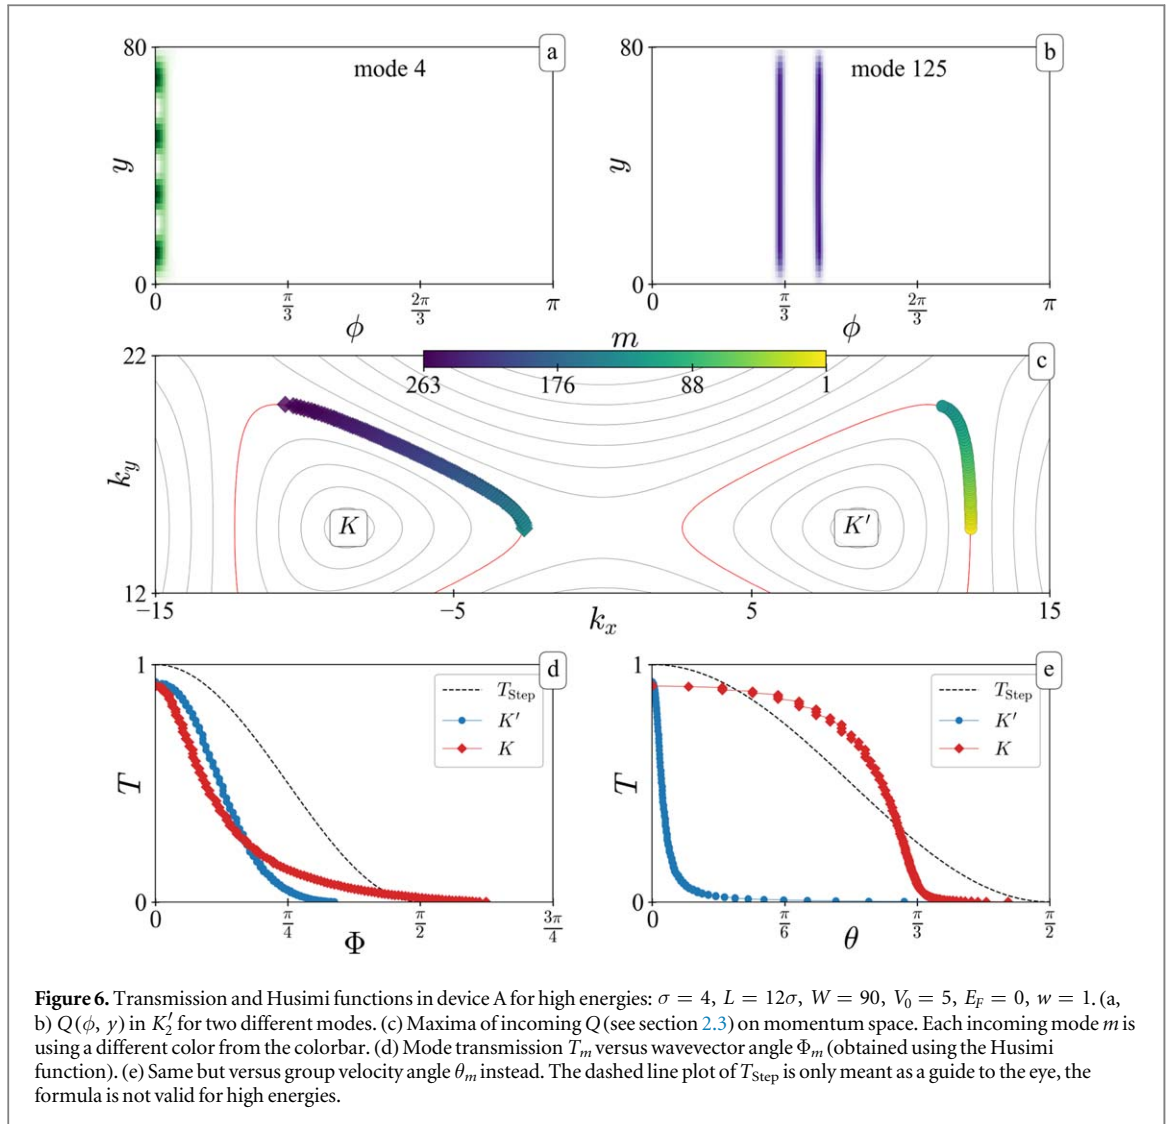 80
a
mode 4
y
0
0
π/3
2π/3
π
ϕ
80
b
mode 125
y
0
0
π/3
2π/3
π
ϕ
22
m
c
263
176
88
1
k_y
K
K′
12
−15
−5
5
15
k_x
1
d
T_Step
K′
K
T
0
0
π/4
π/2
3π/4
Φ
1
e
T_Step
K′
K
T
0
0
π/6
π/3
π/2
θ
Figure 6. Transmission and Husimi functions in device A for high energies: σ = 4, L = 12σ, W = 90, V₀ = 5, E_F = 0, w = 1. (a,
b) Q(ϕ, y) in K′₂ for two different modes. (c) Maxima of incoming Q (see section 2.3) on momentum space. Each incoming mode m is
using a different color from the colorbar. (d) Mode transmission T_m versus wavevector angle Φ_m (obtained using the Husimi
function). (e) Same but versus group velocity angle θ_m instead. The dashed line plot of T_Step is only meant as a guide to the eye, the
formula is not valid for high energies.